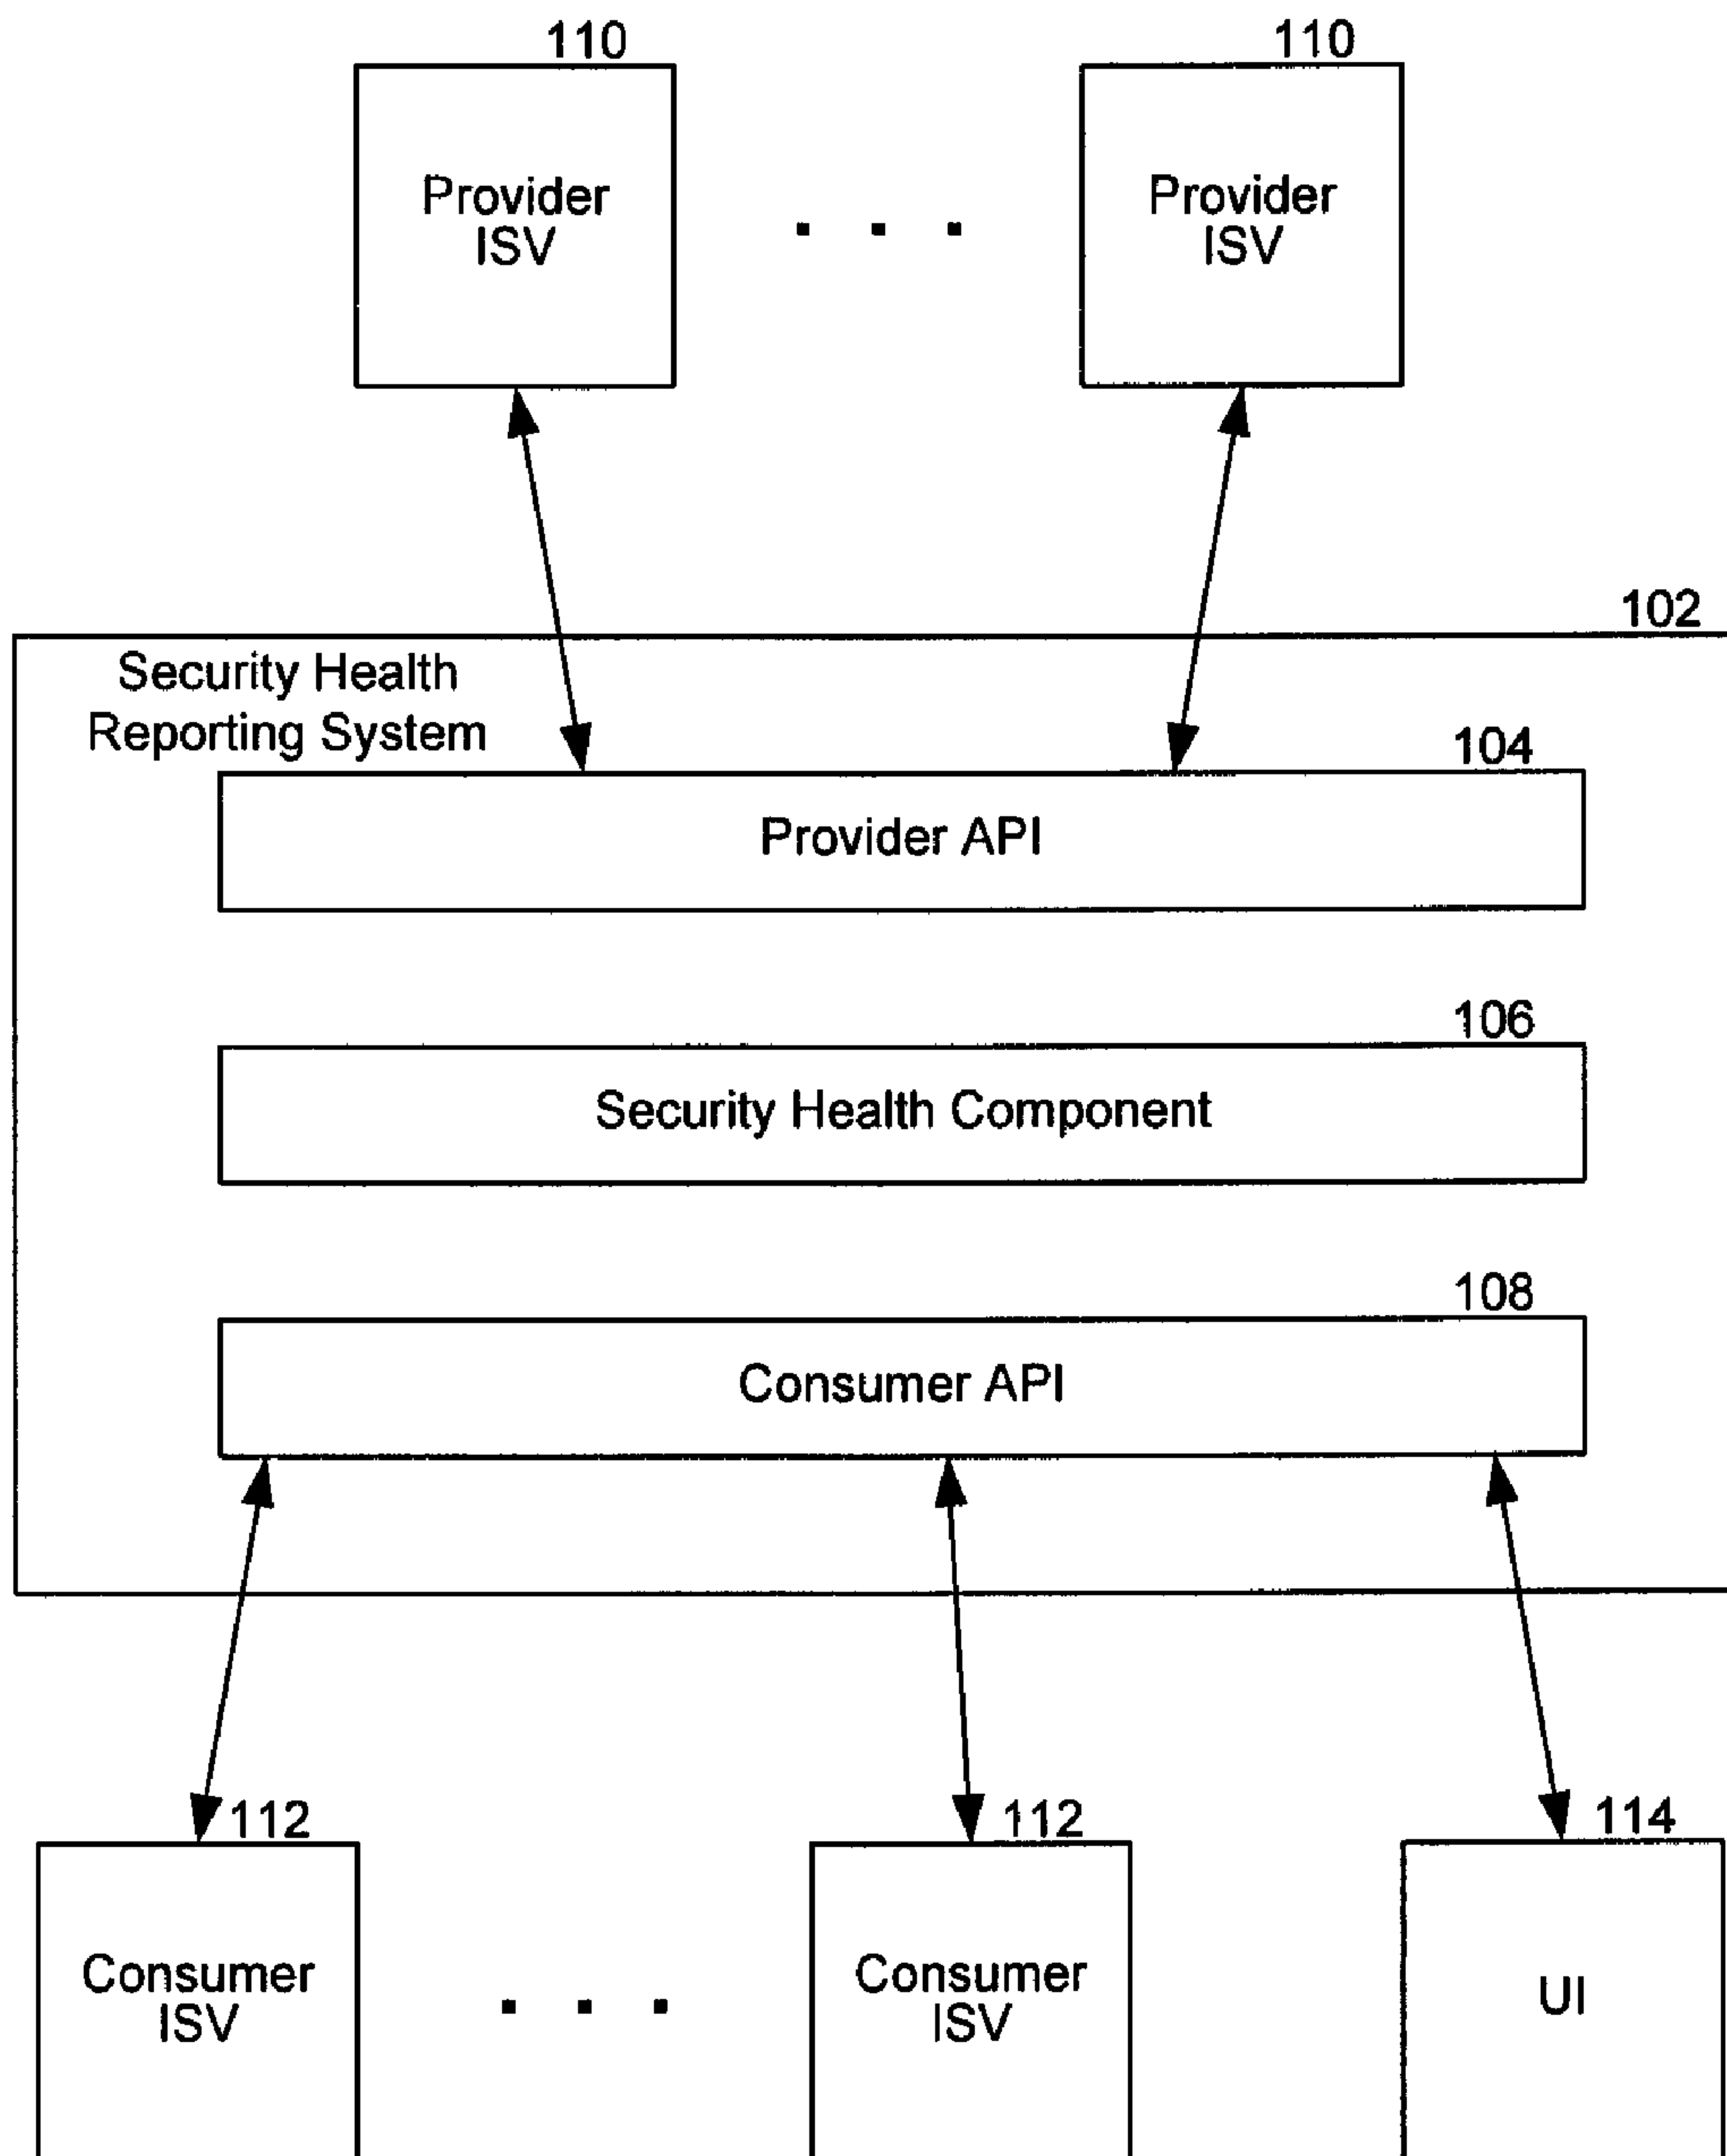 110
110
Provider
ISV
. . .
Provider
ISV
102
Security Health
Reporting System
104
Provider API
106
Security Health Component
108
Consumer API
112
112
114
Consumer
ISV
. . .
Consumer
ISV
UI